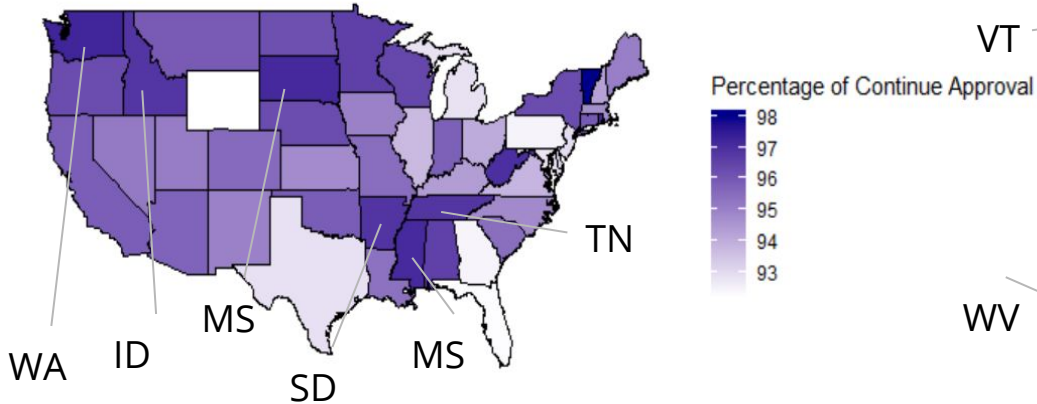 VT
Percentage of Continue Approval
98
97
96
95
94
93
TN
WV
MS
MS
ID
WA
SD